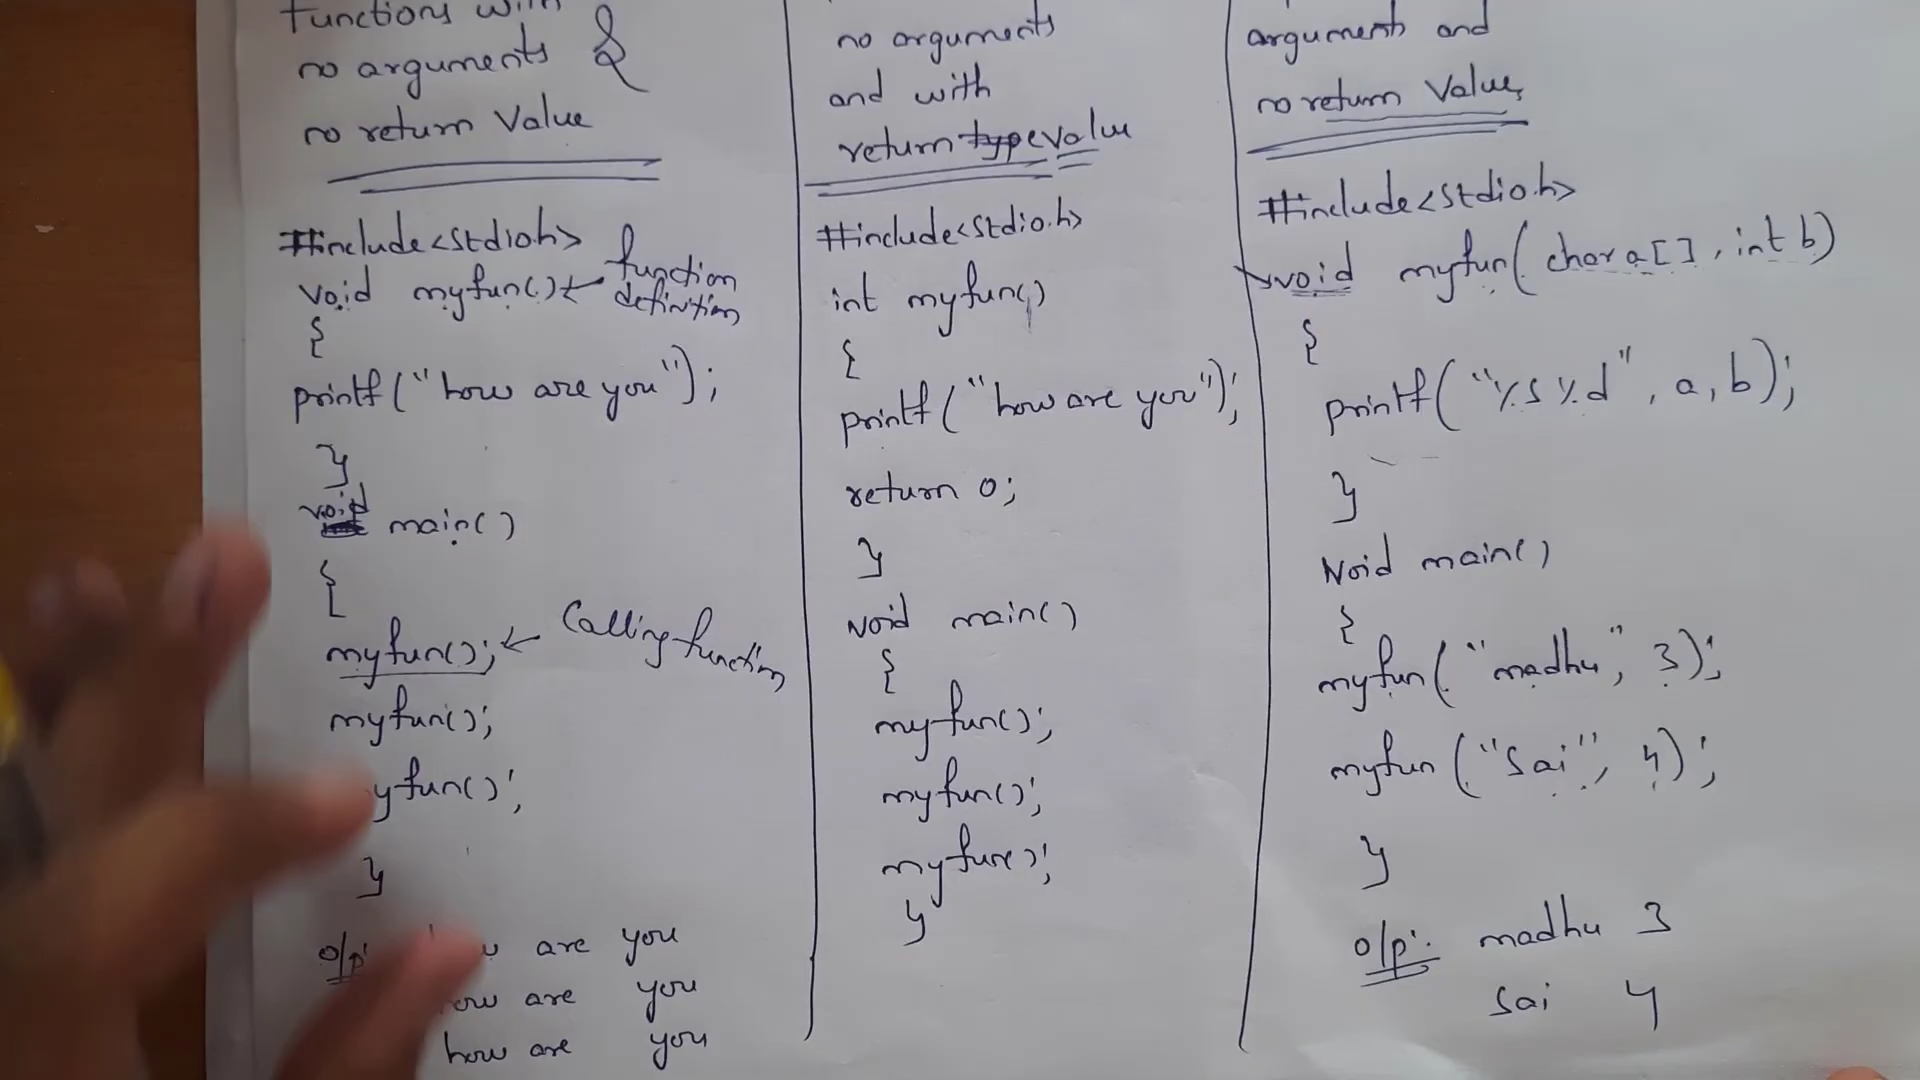 functions with
no arguments &
no return Value
#include<stdio.h>
void myfun() ← function
definition
{
printf("how are you");
}
void main()
{
myfun(); ← Calling function
myfun();
yfun();
}
o/p: are you
ow are you
how are you
no arguments
and with
return type value
#include<stdio.h>
int myfun()
{
printf("how are you");
return 0;
}
void main()
{
myfun();
myfun();
myfun();
}
arguments and
no return Value,
#include<stdio.h>
void myfun(char a[], int b)
{
printf("%s %d", a, b);
}
void main()
{
myfun("madhu", 3);
myfun("Sai", 4);
}
o/p: madhu 3
Sai 4